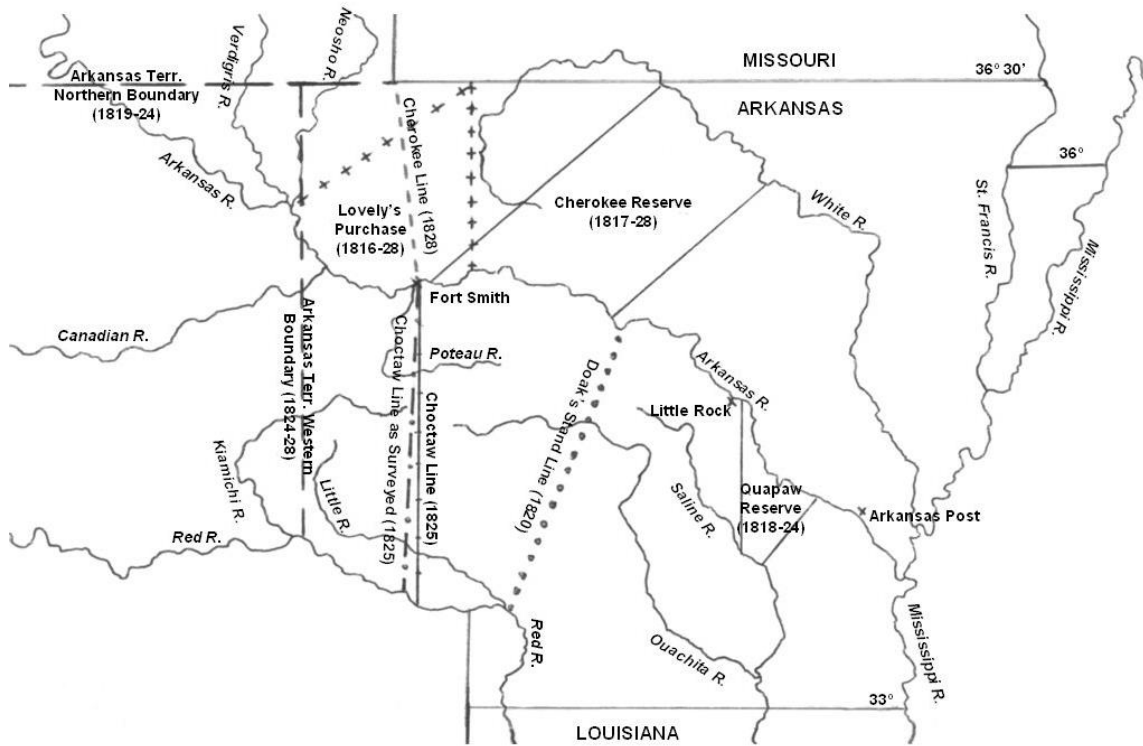 Verdigris R.
Neosho R.
MISSOURI
36° 30'
Arkansas Terr.
Northern Boundary
(1819-24)
ARKANSAS
Cherokee Line (1828)
36°
Arkansas R.
Lovely's
Purchase
(1816-28)
Cherokee Reserve
(1817-28)
White R.
St. Francis R.
Mississippi R.
Fort Smith
Canadian R.
Arkansas Terr. Western
Boundary (1824-28)
Choctaw Line as Surveyed (1825)
Poteau R.
Choctaw Line (1825)
Doak's Stand Line (1820)
Arkansas R.
Little Rock
Kiamichi R.
Little R.
Saline R.
Quapaw
Reserve
(1818-24)
Arkansas Post
Red R.
Red R.
Ouachita R.
Mississippi R.
33°
LOUISIANA